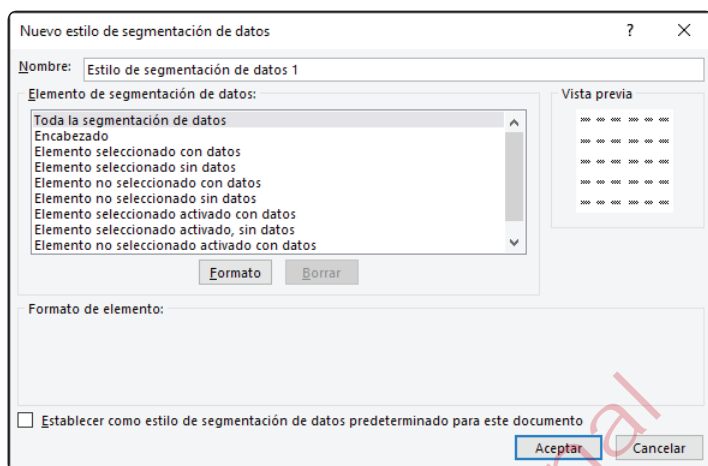 Nuevo estilo de segmentación de datos ? ×
Nombre: Estilo de segmentación de datos 1
Elemento de segmentación de datos:
Toda la segmentación de datos
Encabezado
Elemento seleccionado con datos
Elemento seleccionado sin datos
Elemento no seleccionado con datos
Elemento no seleccionado sin datos
Elemento seleccionado activado con datos
Elemento seleccionado activado, sin datos
Elemento no seleccionado activado con datos
Formato Borrar
Vista previa
Formato de elemento:
Establecer como estilo de segmentación de datos predeterminado para este documento
Aceptar Cancelar